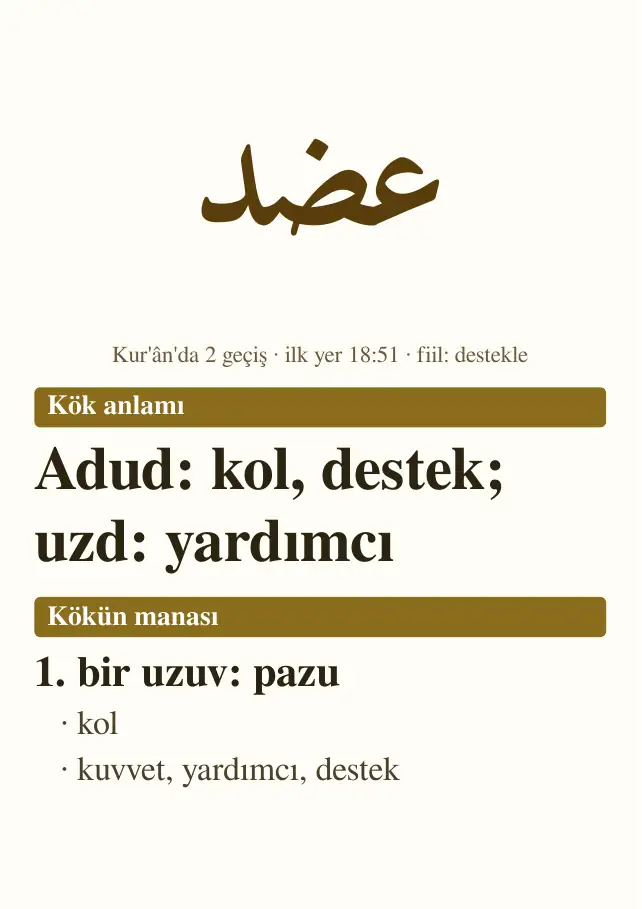 عضد
Kur'ân'da 2 geçiş · ilk yer 18:51 · fiil: destekle
Kök anlamı
Adud: kol, destek;
uzd: yardımcı
Kökün manası
1. bir uzuv: pazu
· kol
· kuvvet, yardımcı, destek